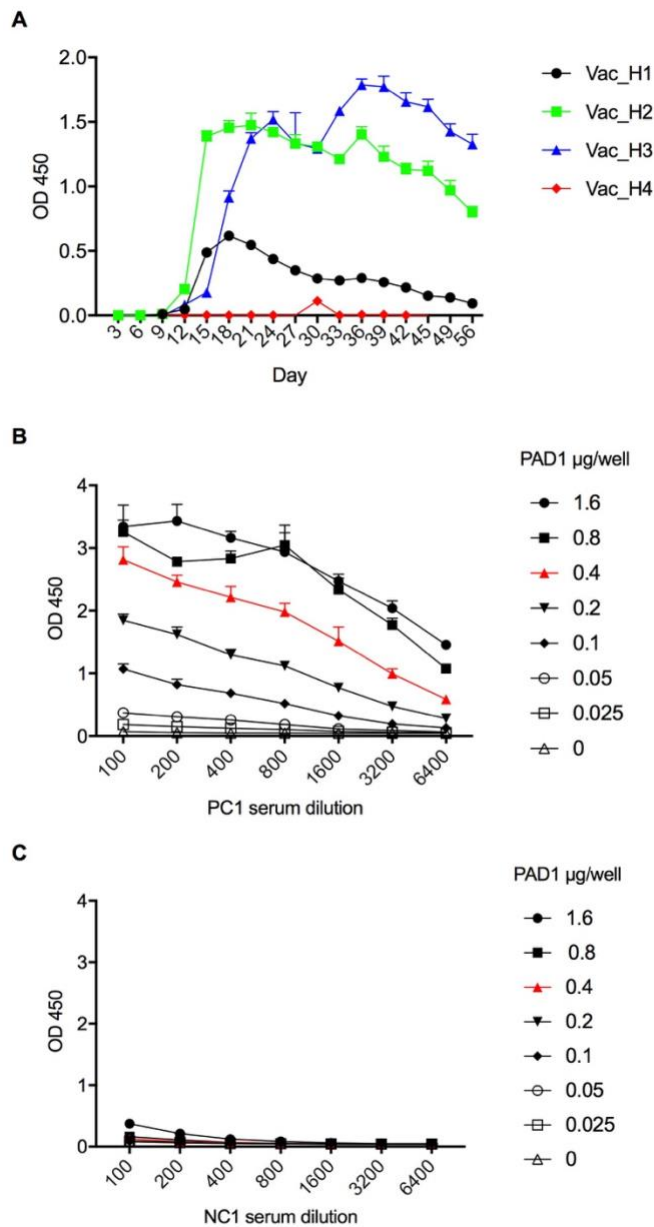 A
2.0
1.5
1.0
0.5
0.0
OD 450
3 6 9 12 15 18 21 24 27 30 33 36 39 42 45 49 56
Day
Vac_H1
Vac_H2
Vac_H3
Vac_H4
B
4
3
2
1
0
OD 450
100 200 400 800 1600 3200 6400
PC1 serum dilution
PAD1 µg/well
1.6
0.8
0.4
0.2
0.1
0.05
0.025
0
C
4
3
2
1
0
OD 450
100 200 400 800 1600 3200 6400
NC1 serum dilution
PAD1 µg/well
1.6
0.8
0.4
0.2
0.1
0.05
0.025
0